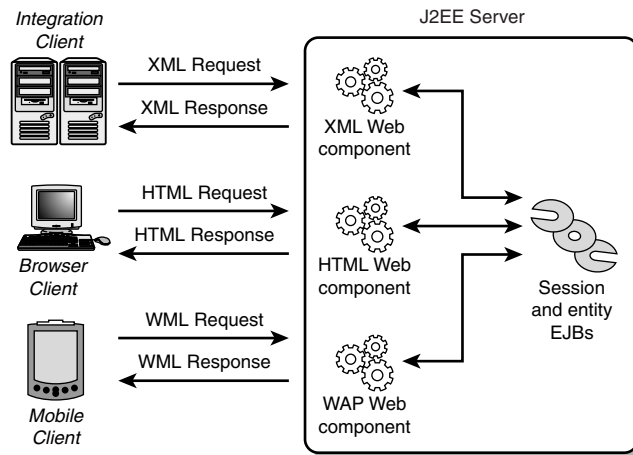 Integration
Client
J2EE Server
XML Request
XML Response
XML Web
component
HTML Request
HTML Response
Browser
Client
HTML Web
component
Session
and entity
EJBs
WML Request
WML Response
Mobile
Client
WAP Web
component